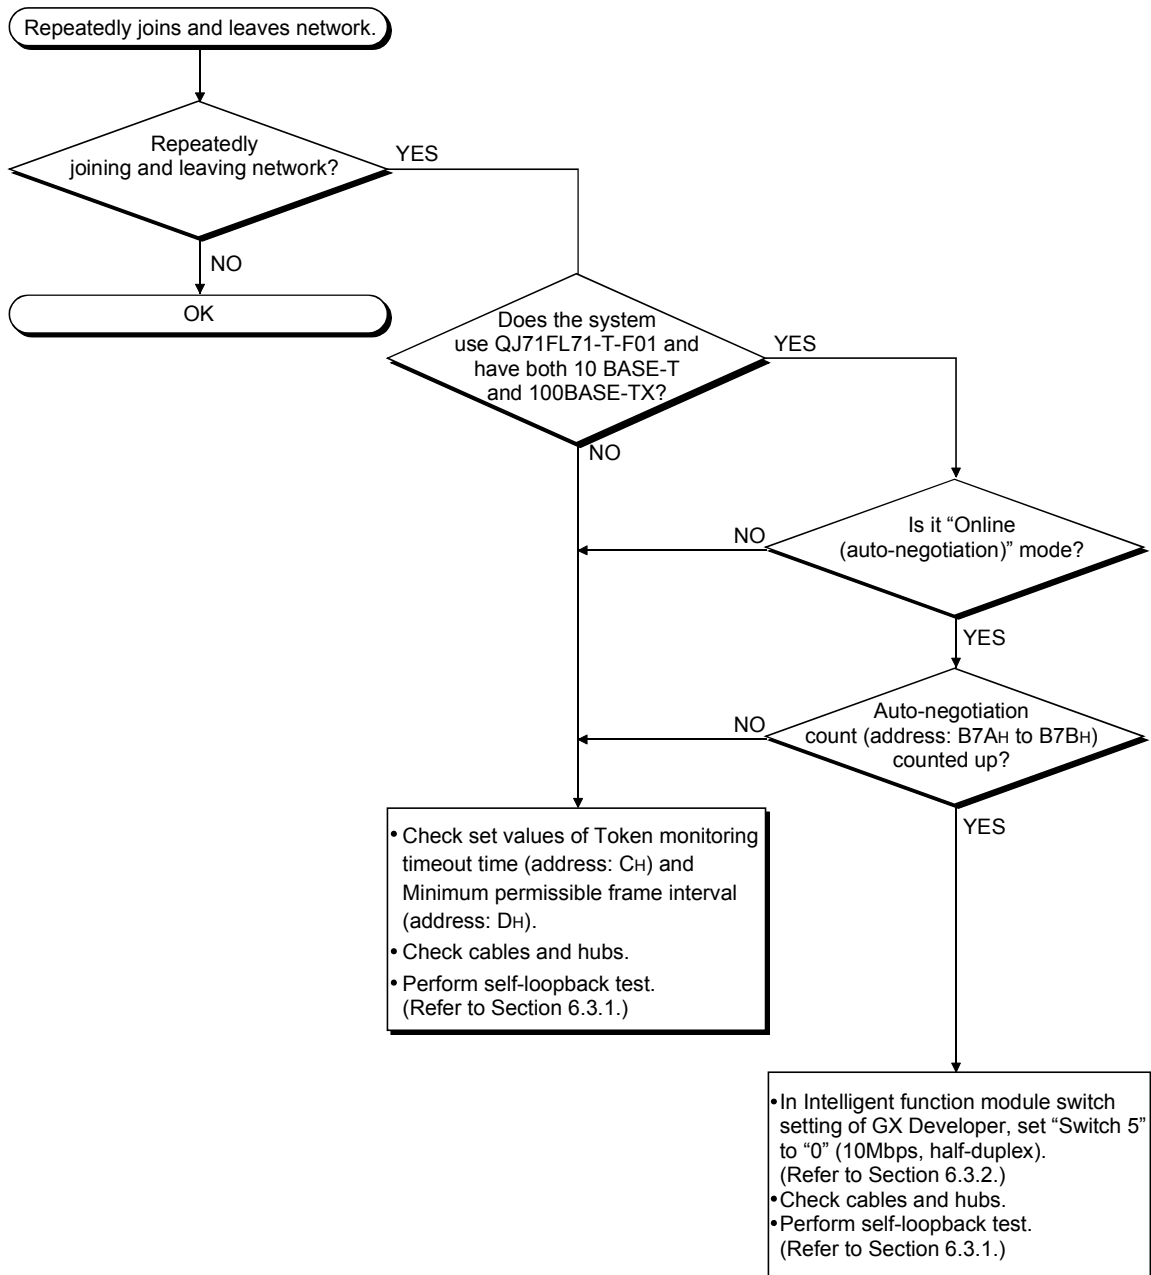 Repeatedly joins and leaves network.
Repeatedly
joining and leaving network?
YES
NO
OK
Does the system
use QJ71FL71-T-F01 and
have both 10 BASE-T
and 100BASE-TX?
YES
NO
Is it “Online
(auto-negotiation)” mode?
NO
YES
Auto-negotiation
count (address: B7AH to B7BH)
counted up?
NO
YES
• Check set values of Token monitoring
timeout time (address: CH) and
Minimum permissible frame interval
(address: DH).
• Check cables and hubs.
• Perform self-loopback test.
(Refer to Section 6.3.1.)
• In Intelligent function module switch
setting of GX Developer, set “Switch 5”
to “0” (10Mbps, half-duplex).
(Refer to Section 6.3.2.)
• Check cables and hubs.
• Perform self-loopback test.
(Refer to Section 6.3.1.)